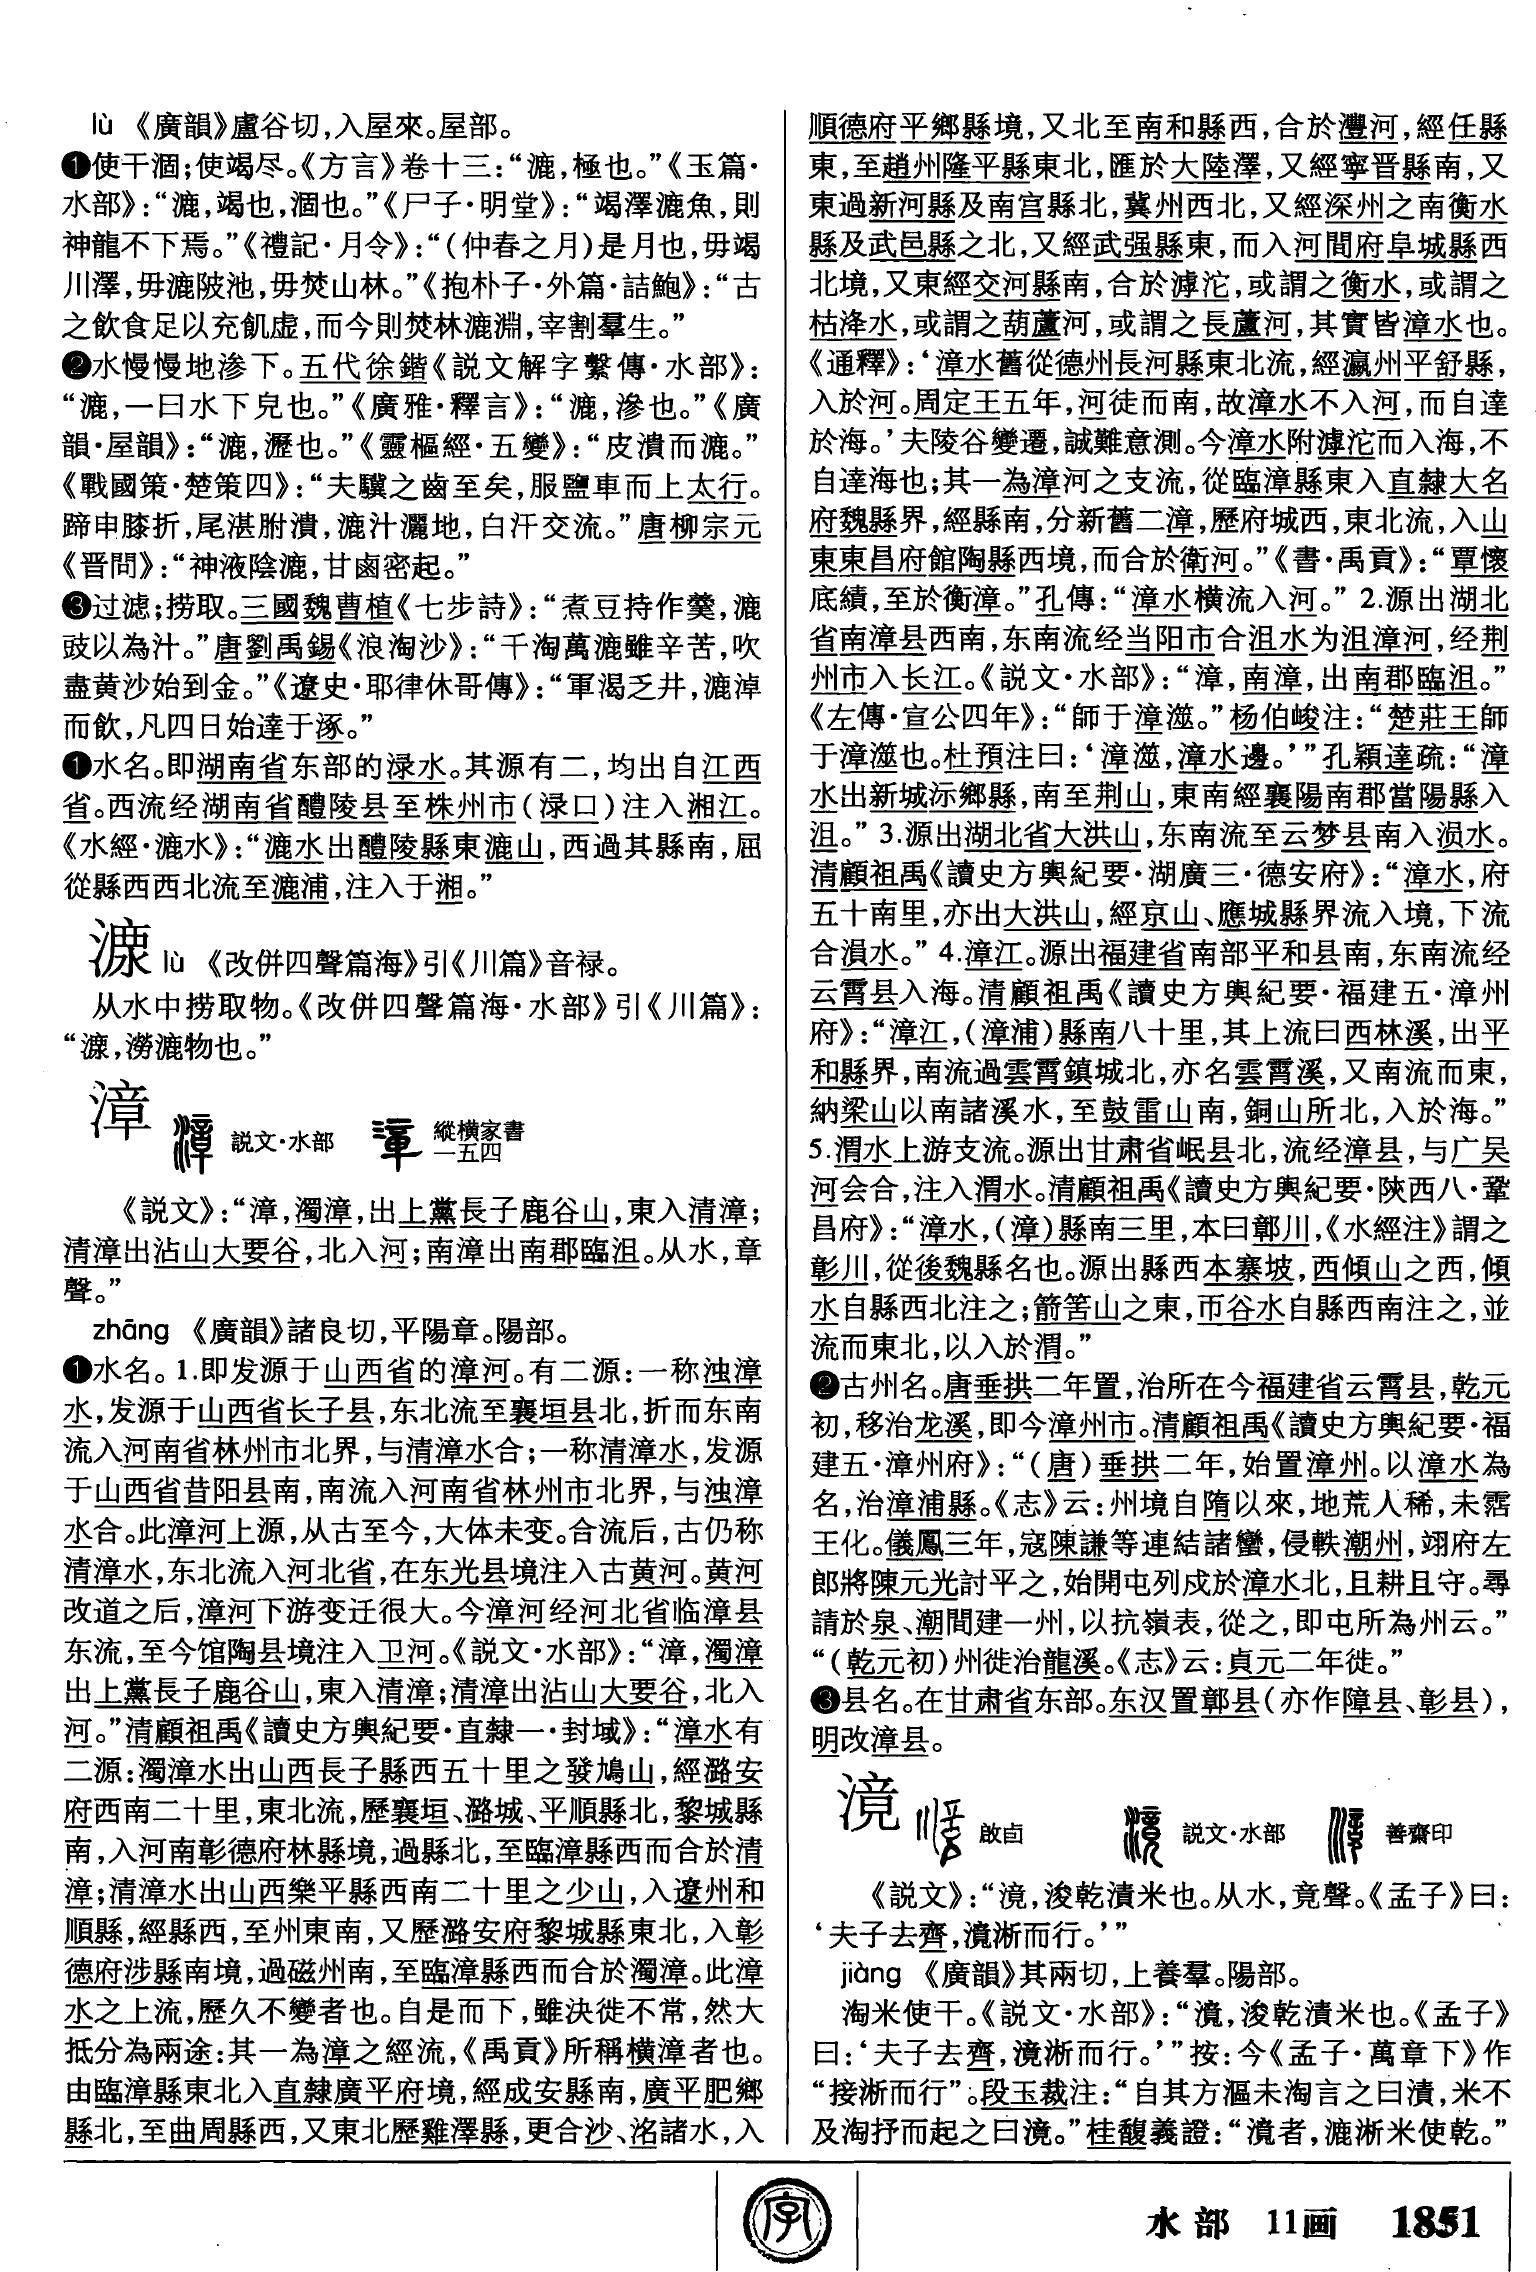 lù 《廣韻》盧谷切,入屋來。屋部。
❶使干涸;使竭尽。《方言》卷十三:“漉,極也。”《玉篇·
水部》:“漉,竭也,涸也。”《尸子·明堂》:“竭澤漉魚,則
神龍不下焉。”《禮記·月令》:“(仲春之月)是月也,毋竭
川澤,毋漉陂池,毋焚山林。”《抱朴子·外篇·詰鮑》:“古
之飲食足以充飢虚,而今則焚林漉淵,宰割羣生。”
❷水慢慢地渗下。五代徐鍇《説文解字繫傳·水部》:
“漉,一曰水下皃也。”《廣雅·釋言》:“漉,滲也。”《廣
韻·屋韻》:“漉,瀝也。”《靈樞經·五變》:“皮潰而漉。”
《戰國策·楚策四》:“夫驥之齒至矣,服鹽車而上太行。
蹄申膝折,尾湛胕潰,漉汁灑地,白汗交流。”唐柳宗元
《晋問》:“神液陰漉,甘鹵密起。”
❸过滤;捞取。三國魏曹植《七步詩》:“煮豆持作羹,漉
豉以為汁。”唐劉禹錫《浪淘沙》:“千淘萬漉雖辛苦,吹
盡黄沙始到金。”《遼史·耶律休哥傳》:“軍渴乏井,漉淖
而飲,凡四日始達于涿。”
❶水名。即湖南省东部的渌水。其源有二,均出自江西
省。西流经湖南省醴陵县至株州市(渌口)注入湘江。
《水經·漉水》:“漉水出醴陵縣東漉山,西過其縣南,屈
從縣西西北流至漉浦,注入于湘。”
lù 《改併四聲篇海》引《川篇》音禄。
从水中捞取物。《改併四聲篇海·水部》引《川篇》:
“,澇漉物也。”
漳 説文·水部 縱横家書
一五四
《説文》:“漳,濁漳,出上黨長子鹿谷山,東入清漳;
清漳出沾山大要谷,北入河;南漳出南郡臨沮。从水,章
聲。”
zhāng 《廣韻》諸良切,平陽章。陽部。
❶水名。1.即发源于山西省的漳河。有二源:一称浊漳
水,发源于山西省长子县,东北流至襄垣县北,折而东南
流入河南省林州市北界,与清漳水合;一称清漳水,发源
于山西省昔阳县南,南流入河南省林州市北界,与浊漳
水合。此漳河上源,从古至今,大体未变。合流后,古仍称
清漳水,东北流入河北省,在东光县境注入古黄河。黄河
改道之后,漳河下游变迁很大。今漳河经河北省临漳县
东流,至今馆陶县境注入卫河。《説文·水部》:“漳,濁漳
出上黨長子鹿谷山,東入清漳;清漳出沾山大要谷,北入
河。”清顧祖禹《讀史方輿紀要·直隸一·封域》:“漳水有
二源:濁漳水出山西長子縣西五十里之發鳩山,經潞安
府西南二十里,東北流,歷襄垣、潞城、平順縣北,黎城縣
南,入河南彰德府林縣境,過縣北,至臨漳縣西而合於清
漳;清漳水出山西樂平縣西南二十里之少山,入遼州和
順縣,經縣西,至州東南,又歷潞安府黎城縣東北,入彰
德府涉縣南境,過磁州南,至臨漳縣西而合於濁漳。此漳
水之上流,歷久不變者也。自是而下,雖決徙不常,然大
抵分為兩途:其一為漳之經流,《禹貢》所稱横漳者也。
由臨漳縣東北入直隸廣平府境,經成安縣南,廣平肥鄉
縣北,至曲周縣西,又東北歷雞澤縣,更合沙、洺諸水,入
順德府平鄉縣境,又北至南和縣西,合於灃河,經任縣
東,至趙州隆平縣東北,匯於大陸澤,又經寧晋縣南,又
東過新河縣及南宫縣北,冀州西北,又經深州之南衡水
縣及武邑縣之北,又經武强縣東,而入河間府阜城縣西
北境,又東經交河縣南,合於滹沱,或謂之衡水,或謂之
枯洚水,或謂之葫蘆河,或謂之長蘆河,其實皆漳水也。
《通釋》:‘漳水舊從德州長河縣東北流,經瀛州平舒縣,
入於河。周定王五年,河徙而南,故漳水不入河,而自達
於海。’夫陵谷變遷,誠難意測。今漳水附滹沱而入海,不
自達海也;其一為漳河之支流,從臨漳縣東入直隸大名
府魏縣界,經縣南,分新舊二漳,歷府城西,東北流,入山
東東昌府館陶縣西境,而合於衛河。”《書·禹貢》:“覃懷
底績,至於衡漳。”孔傳:“漳水横流入河。” 2.源出湖北
省南漳县西南,东南流经当阳市合沮水为沮漳河,经荆
州市入长江。《説文·水部》:“漳,南漳,出南郡臨沮。”
《左傳·宣公四年》:“師于漳澨。”杨伯峻注:“楚莊王師
于漳澨也。杜預注曰:‘漳澨,漳水邊。’”孔穎達疏:“漳
水出新城沶鄉縣,南至荆山,東南經襄陽南郡當陽縣入
沮。” 3.源出湖北省大洪山,东南流至云梦县南入涢水。
清顧祖禹《讀史方輿紀要·湖廣三·德安府》:“漳水,府
五十南里,亦出大洪山,經京山、應城縣界流入境,下流
合溳水。” 4.漳江。源出福建省南部平和县南,东南流经
云霄县入海。清顧祖禹《讀史方輿紀要·福建五·漳州
府》:“漳江,(漳浦)縣南八十里,其上流曰西林溪,出平
和縣界,南流過雲霄鎮城北,亦名雲霄溪,又南流而東,
納梁山以南諸溪水,至鼓雷山南,銅山所北,入於海。”
5.渭水上游支流。源出甘肃省岷县北,流经漳县,与广吴
河会合,注入渭水。清顧祖禹《讀史方輿紀要·陝西八·鞏
昌府》:“漳水,(漳)縣南三里,本曰鄣川,《水經注》謂之
彰川,從後魏縣名也。源出縣西本寨坡,西傾山之西,傾
水自縣西北注之;箭筈山之東,帀谷水自縣西南注之,並
流而東北,以入於渭。”
❷古州名。唐垂拱二年置,治所在今福建省云霄县,乾元
初,移治龙溪,即今漳州市。清顧祖禹《讀史方輿紀要·福
建五·漳州府》:“(唐)垂拱二年,始置漳州。以漳水為
名,治漳浦縣。《志》云:州境自隋以來,地荒人稀,未霑
王化。儀鳳三年,寇陳謙等連結諸蠻,侵軼潮州,翊府左
郎將陳元光討平之,始開屯列戍於漳水北,且耕且守。尋
請於泉、潮間建一州,以抗嶺表,從之,即屯所為州云。”
“(乾元初)州徙治龍溪。《志》云:貞元二年徙。”
❸县名。在甘肃省东部。东汉置鄣县(亦作障县、彰县),
明改漳县。
滰 啟卣 説文·水部 善齋印
《説文》:“滰,浚乾漬米也。从水,竟聲。《孟子》曰:
‘夫子去齊,滰淅而行。’”
jiàng 《廣韻》其兩切,上養羣。陽部。
淘米使干。《説文·水部》:“滰,浚乾漬米也。《孟子》
曰:‘夫子去齊,滰淅而行。’”按:今《孟子·萬章下》作
“接淅而行”。段玉裁注:“自其方漚未淘言之曰漬,米不
及淘抒而起之曰滰。”桂馥義證:“滰者,漉淅米使乾。”
字
水部 11画 1851